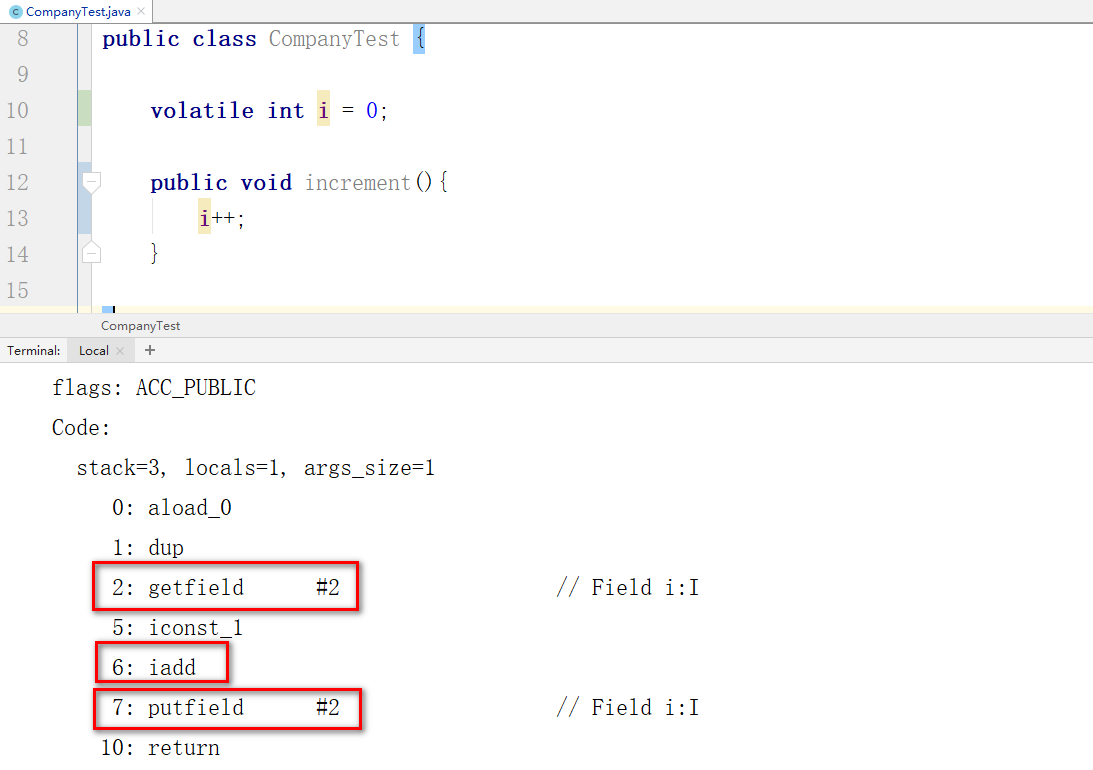 CompanyTest.java
8 public class CompanyTest {
9
10 volatile int i = 0;
11
12 public void increment(){
13 i++;
14 }
15
CompanyTest
Terminal: Local +
flags: ACC_PUBLIC
Code:
stack=3, locals=1, args_size=1
0: aload_0
1: dup
2: getfield #2 // Field i:I
5: iconst_1
6: iadd
7: putfield #2 // Field i:I
10: return